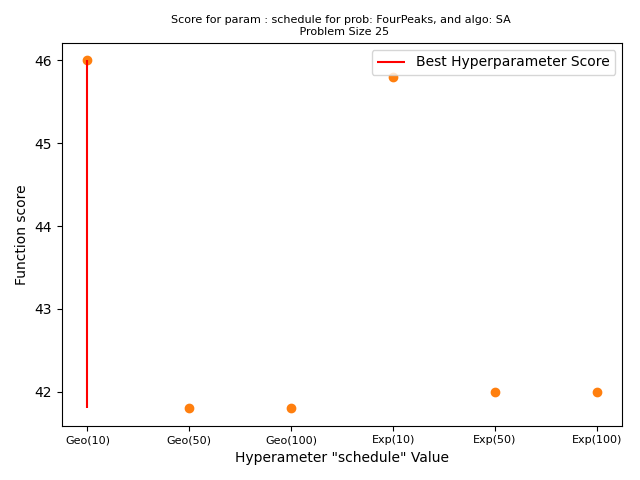 Score for param : schedule for prob: FourPeaks, and algo: SA
Problem Size 25
Best Hyperparameter Score
46
45
44
43
42
Function score
Geo(10) Geo(50) Geo(100) Exp(10) Exp(50) Exp(100)
Hyperameter "schedule" Value